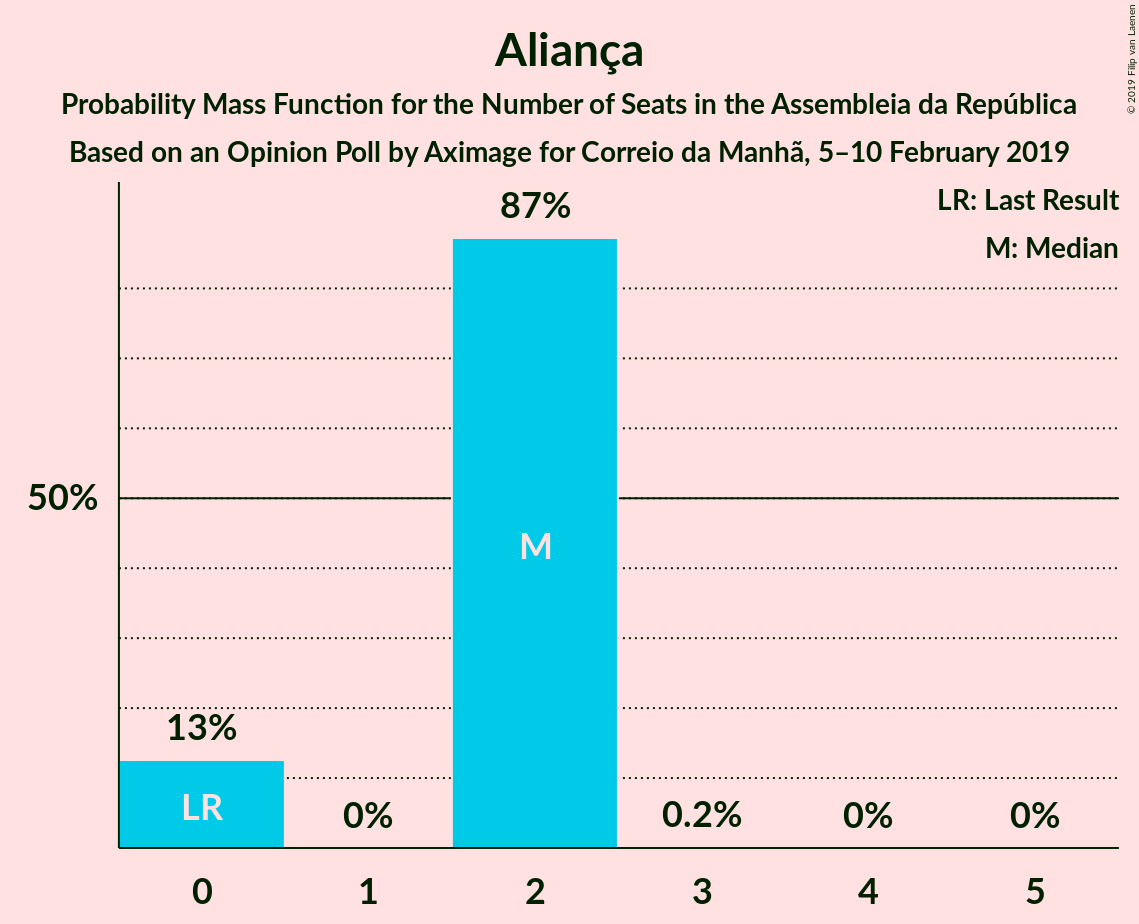 Aliança
Probability Mass Function for the Number of Seats in the Assembleia da República
Based on an Opinion Poll by Aximage for Correio da Manhã, 5–10 February 2019
© 2019 Filip van Laenen
LR: Last Result
M: Median
87%
50%
M
13%
LR
0%
0.2%
0%
0%
0 1 2 3 4 5